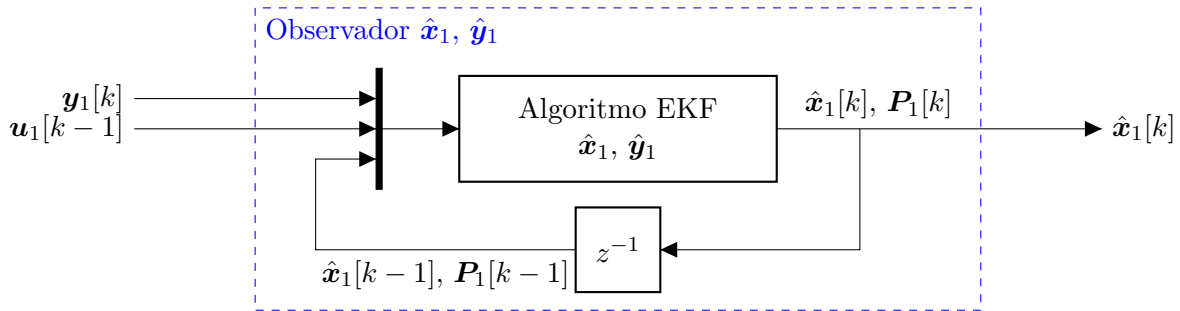 Observador x̂₁, ŷ₁
y₁[k]
u₁[k − 1]
Algoritmo EKF
x̂₁, ŷ₁
x̂₁[k], P₁[k]
x̂₁[k]
z⁻¹
x̂₁[k − 1], P₁[k − 1]